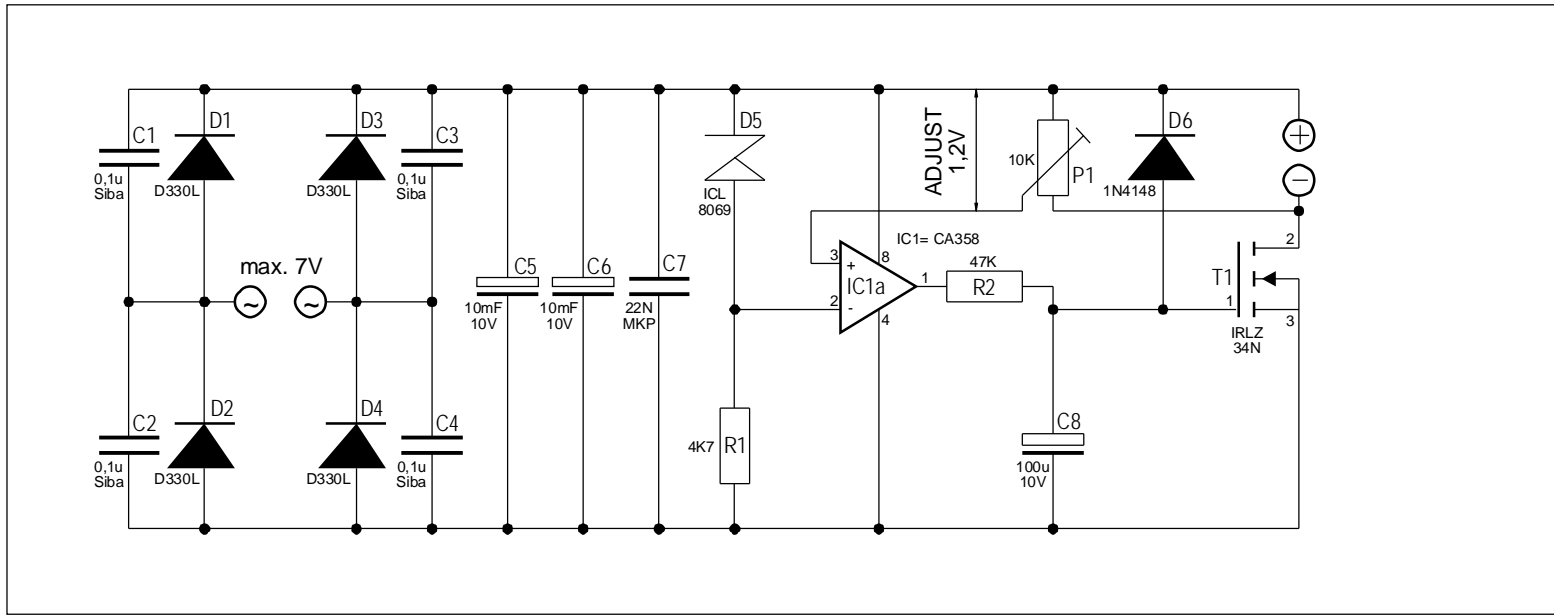 C1
0,1u
Siba
D1
D330L
D3
D330L
C3
0,1u
Siba
max. 7V
~
~
C2
0,1u
Siba
D2
D330L
D4
D330L
C4
0,1u
Siba
C5
10mF
10V
C6
10mF
10V
C7
22N
MKP
D5
ICL
8069
4K7
R1
ADJUST
1,2V
10K
P1
D6
1N4148
+
-
IC1= CA358
3
+
8
IC1a
1
2
-
4
47K
R2
C8
100u
10V
T1
2
1
3
IRLZ
34N